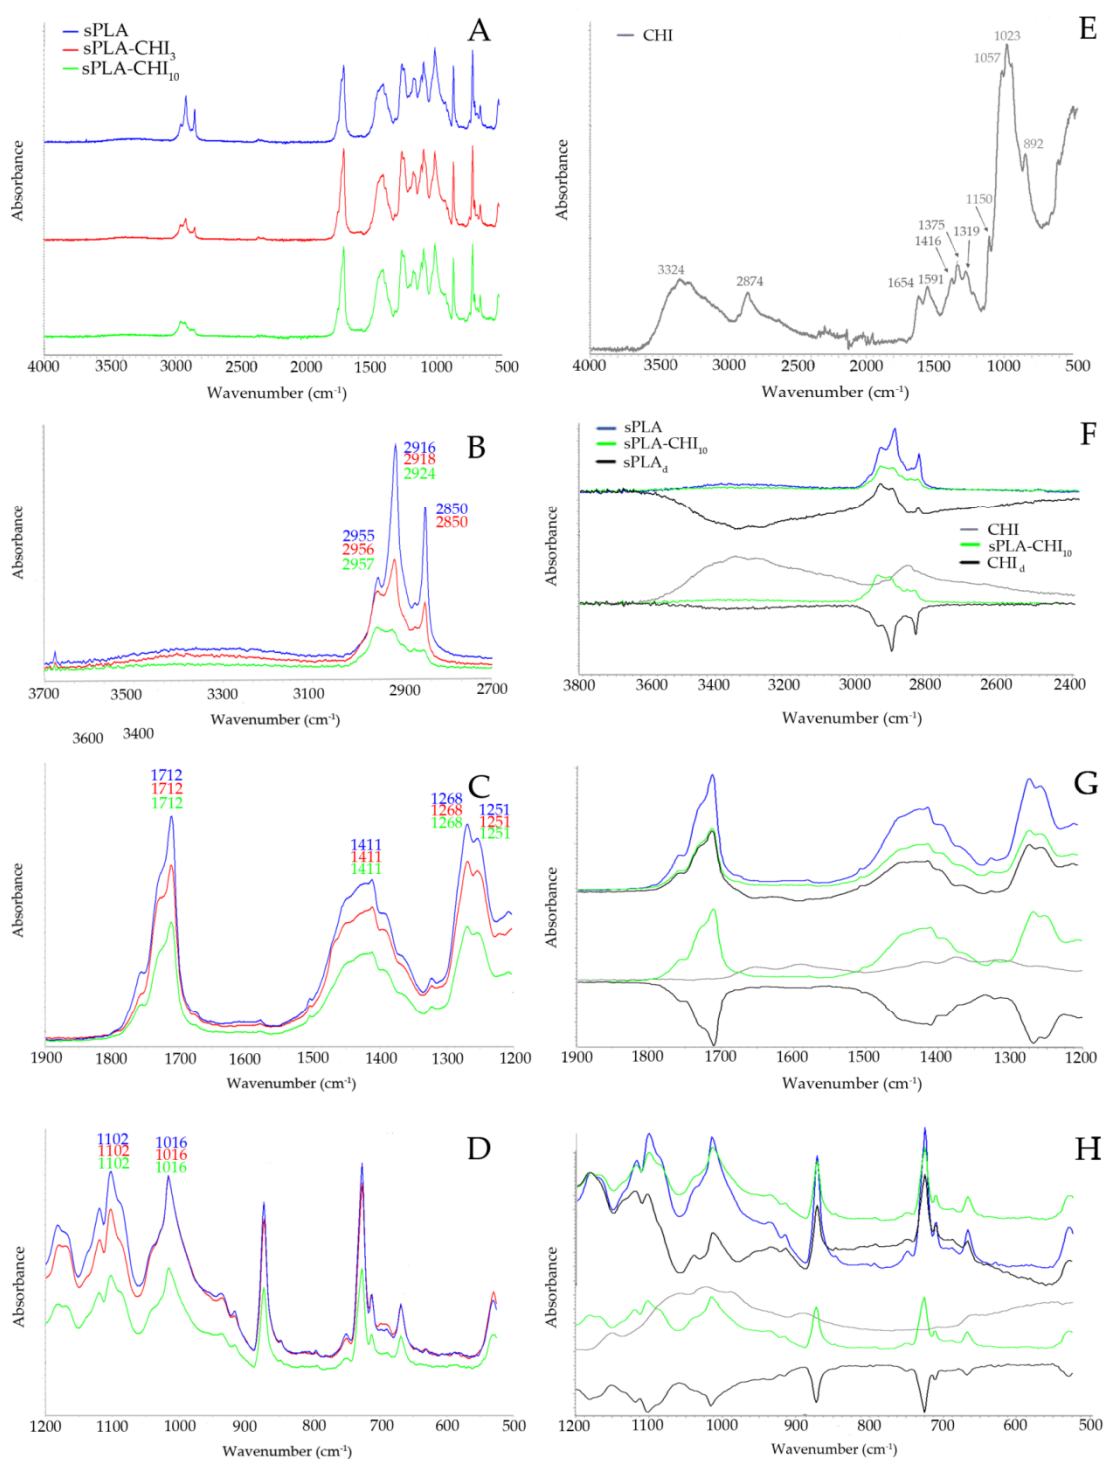 A
sPLA
sPLA-CHI3
sPLA-CHI10
Absorbance
4000 3500 3000 2500 2000 1500 1000 500
Wavenumber (cm-1)
E
CHI
1023
1057
892
1150
1375
1319
1416
3324
2874
1654
1591
Absorbance
4000 3500 3000 2500 2000 1500 1000 500
Wavenumber (cm-1)
B
2916
2918
2924
2850
2850
2955
2956
2957
Absorbance
3700 3500 3300 3100 2900 2700
Wavenumber (cm-1)
3600 3400
F
sPLA
sPLA-CHI10
sPLAd
CHI
sPLA-CHI10
CHId
Absorbance
3800 3600 3400 3200 3000 2800 2600 2400
Wavenumber (cm-1)
C
1712
1712
1712
1411
1411
1411
1268
1268
1268
1251
1251
1251
Absorbance
1900 1800 1700 1600 1500 1400 1300 1200
Wavenumber (cm-1)
G
Absorbance
1900 1800 1700 1600 1500 1400 1300 1200
Wavenumber (cm-1)
D
1102
1102
1102
1016
1016
1016
Absorbance
1200 1100 1000 900 800 700 600 500
Wavenumber (cm-1)
H
Absorbance
1200 1100 1000 900 800 700 600 500
Wavenumber (cm-1)